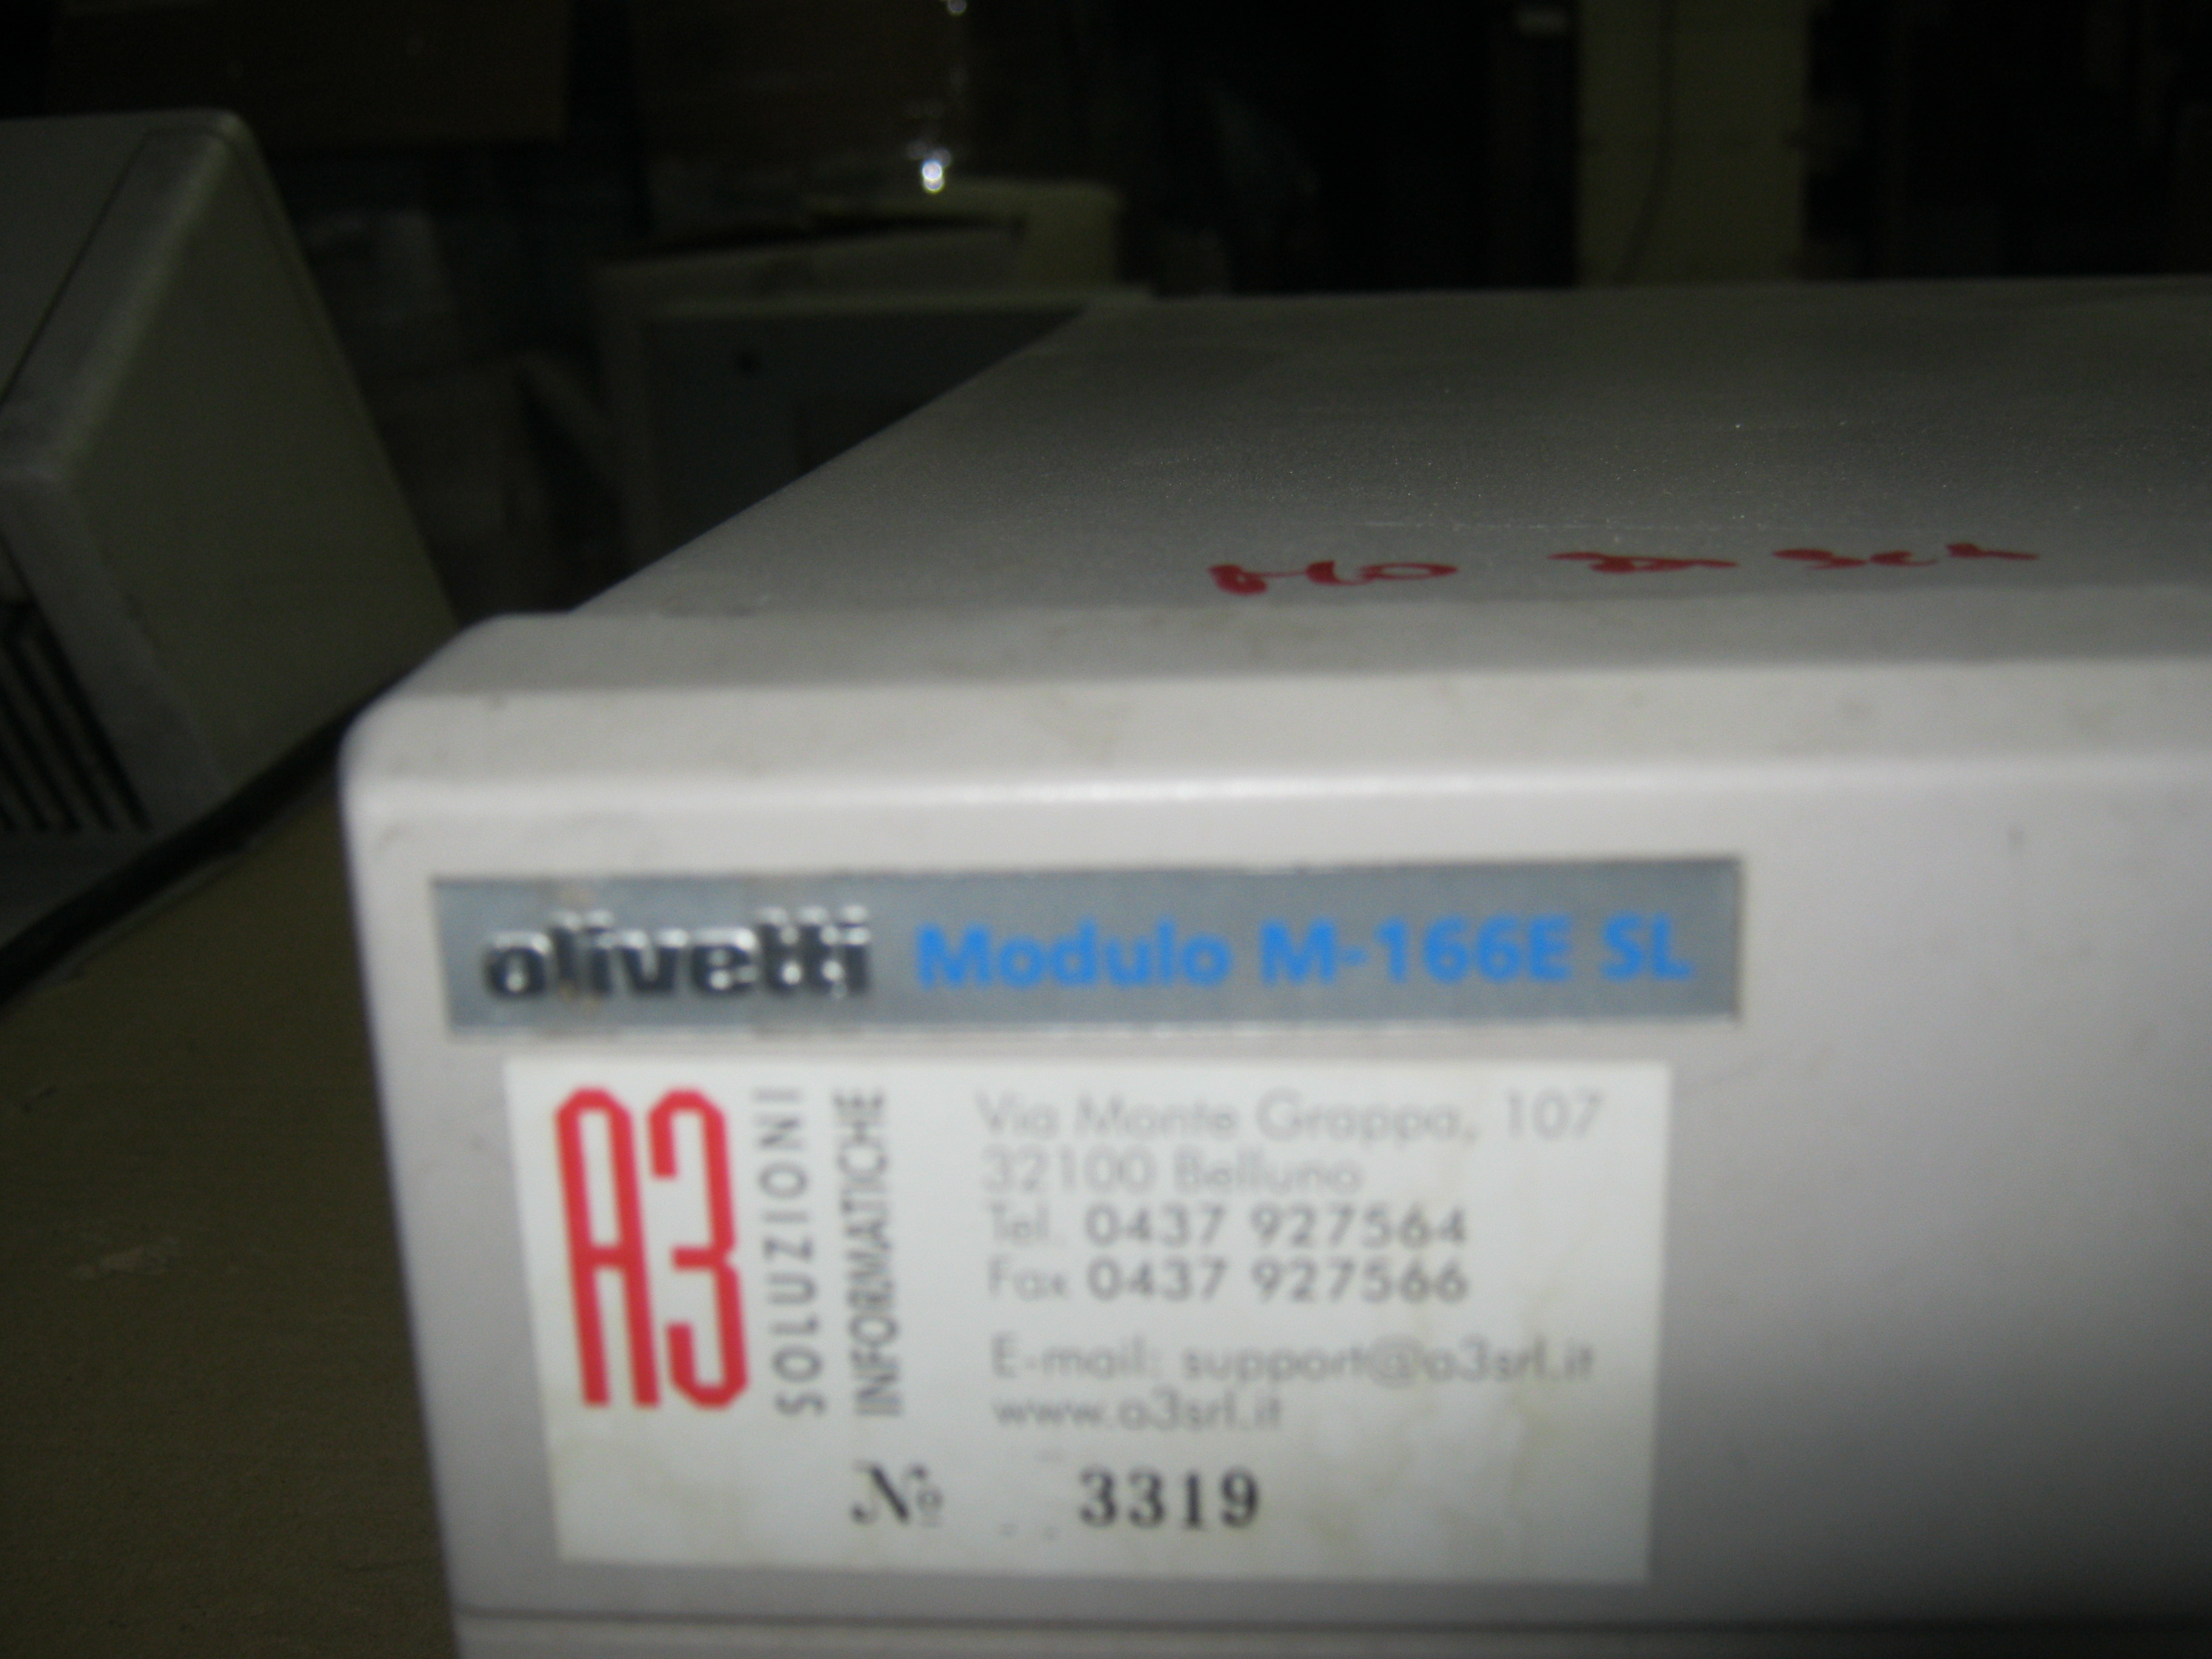 olivetti Modulo M-166E SL
A3
SOLUZIONI
INFORMATICHE
Via Monte Grappa, 107
32100 Belluno
Tel. 0437 927564
Fax 0437 927566
E-mail: support@a3srl.it
www.a3srl.it
№ 3319